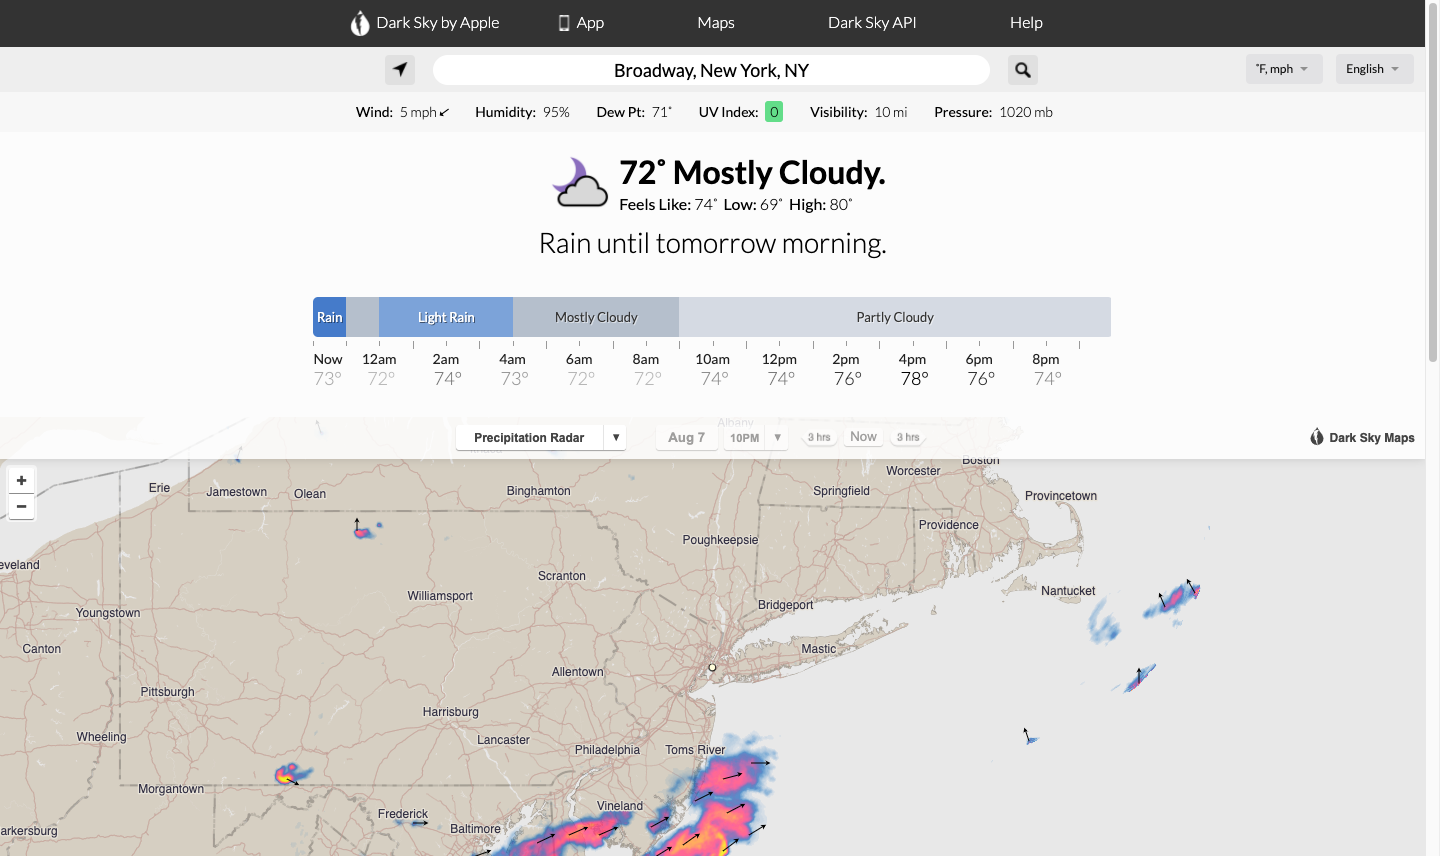 Dark Sky by Apple App Maps Dark Sky API Help
Broadway, New York, NY
˚F, mph English
Wind: 5 mph Humidity: 95% Dew Pt: 71˚ UV Index: 0 Visibility: 10 mi Pressure: 1020 mb
72˚ Mostly Cloudy.
Feels Like: 74˚ Low: 69˚ High: 80˚
Rain until tomorrow morning.
Rain Light Rain Mostly Cloudy Partly Cloudy
Now 12am 2am 4am 6am 8am 10am 12pm 2pm 4pm 6pm 8pm
73° 72° 74° 73° 72° 72° 74° 74° 76° 78° 76° 74°
Albany
Precipitation Radar ▼ Aug 7 10PM ▼ 3 hrs Now 3 hrs Dark Sky Maps
Boston
Worcester
+
−
Erie Jamestown Olean Binghamton Springfield Provincetown
Providence
Poughkeepsie
eveland
Scranton
Williamsport Nantucket
Youngstown Bridgeport
Canton Mastic
Allentown
Pittsburgh
Harrisburg
Wheeling Lancaster
Philadelphia Toms River
Morgantown
Vineland
Frederick
arkersburg Baltimore